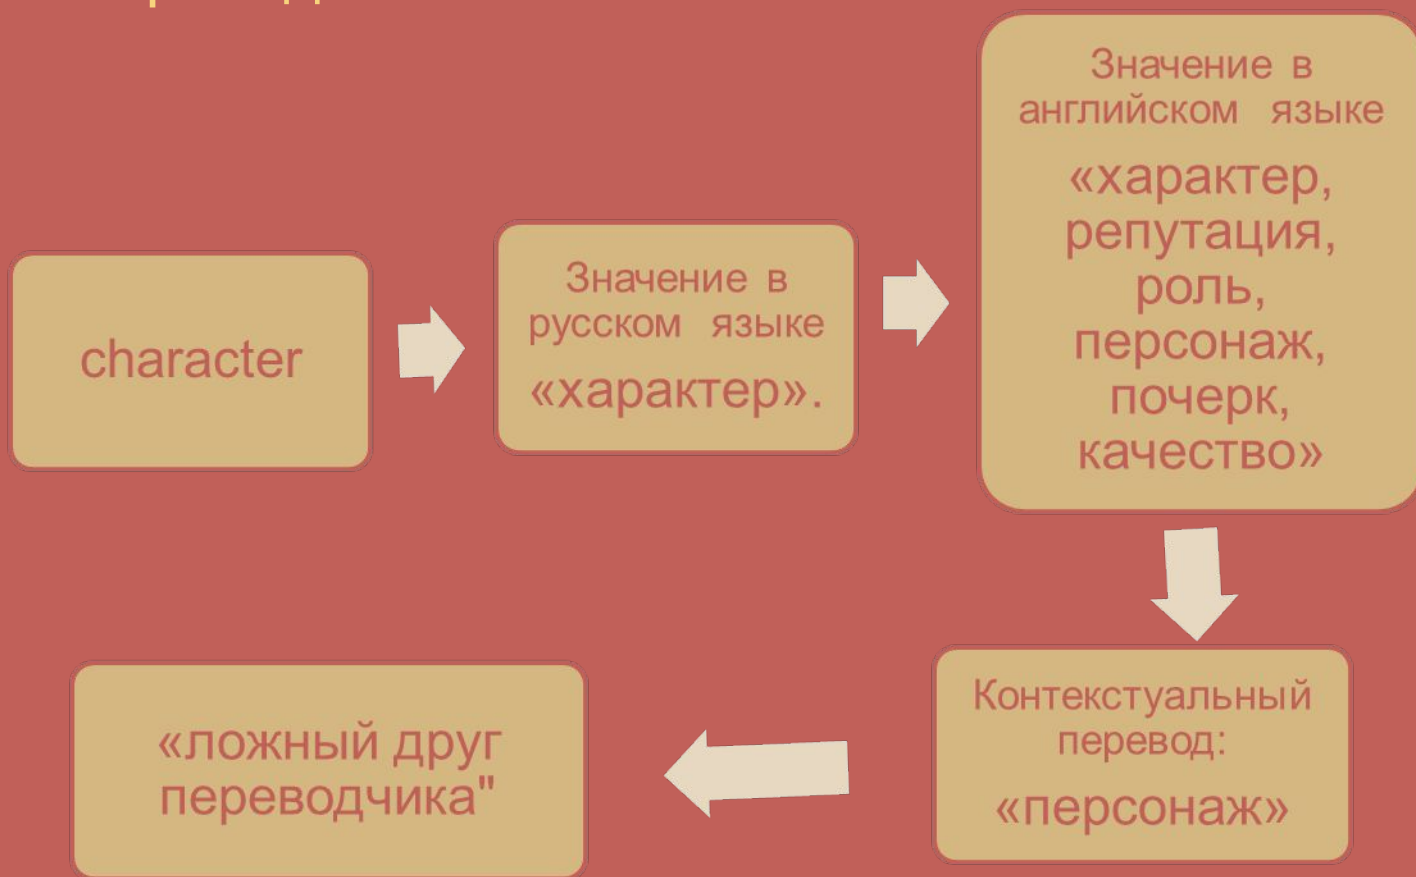 character
Значение в
русском языке
«характер».
Значение в
английском языке
«характер,
репутация,
роль,
персонаж,
почерк,
качество»
Контекстуальный
перевод:
«персонаж»
«ложный друг
переводчика"